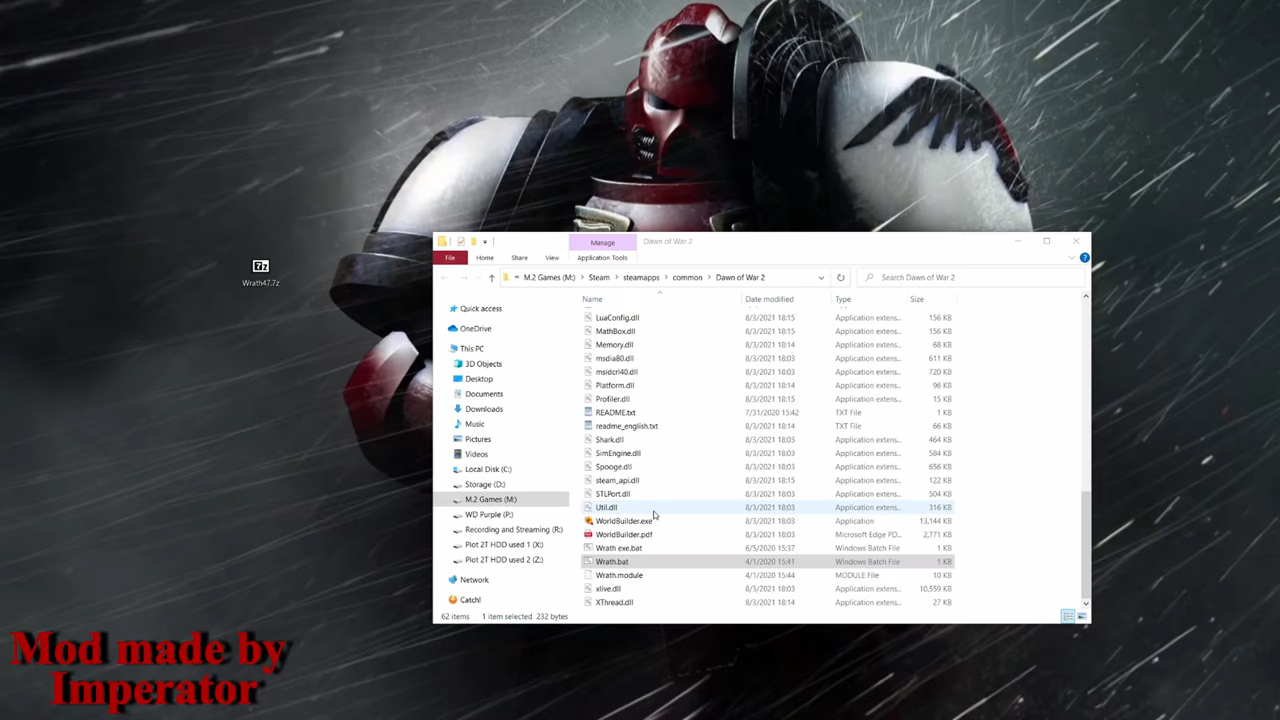 Wrath47.7z
Manage
Dawn of War 2
File
Home
Share
View
Application Tools
« M.2 Games (M:) > Steam > steamapps > common > Dawn of War 2
Search Dawn of War 2
Quick access
OneDrive
This PC
3D Objects
Desktop
Documents
Downloads
Music
Pictures
Videos
Local Disk (C:)
Storage (D:)
M.2 Games (M:)
WD Purple (P:)
Recording and Streaming (R:)
Plot 2T HDD used 1 (X:)
Plot 2T HDD used 2 (Z:)
Network
Catch!
Name Date modified Type Size
LuaConfig.dll 8/3/2021 18:15 Application extens... 156 KB
MathBox.dll 8/3/2021 18:15 Application extens... 156 KB
Memory.dll 8/3/2021 18:14 Application extens... 68 KB
msdia80.dll 8/3/2021 18:03 Application extens... 611 KB
msidcrl40.dll 8/3/2021 18:03 Application extens... 720 KB
Platform.dll 8/3/2021 18:14 Application extens... 96 KB
Profiler.dll 8/3/2021 18:15 Application extens... 15 KB
README.txt 7/31/2020 15:42 TXT File 1 KB
readme_english.txt 8/3/2021 18:14 TXT File 66 KB
Shark.dll 8/3/2021 18:03 Application extens... 464 KB
SimEngine.dll 8/3/2021 18:03 Application extens... 584 KB
Spooge.dll 8/3/2021 18:03 Application extens... 656 KB
steam_api.dll 8/3/2021 18:15 Application extens... 122 KB
STLPort.dll 8/3/2021 18:03 Application extens... 504 KB
Util.dll 8/3/2021 18:03 Application extens... 316 KB
WorldBuilder.exe 8/3/2021 18:03 Application 13,144 KB
WorldBuilder.pdf 8/3/2021 18:03 Microsoft Edge PD... 2,771 KB
Wrath exe.bat 6/5/2020 15:37 Windows Batch File 1 KB
Wrath.bat 4/1/2020 15:41 Windows Batch File 1 KB
Wrath.module 4/1/2020 15:44 MODULE File 10 KB
xlive.dll 8/3/2021 18:03 Application extens... 10,559 KB
XThread.dll 8/3/2021 18:14 Application extens... 27 KB
62 items 1 item selected 232 bytes
Mod made by
Imperator